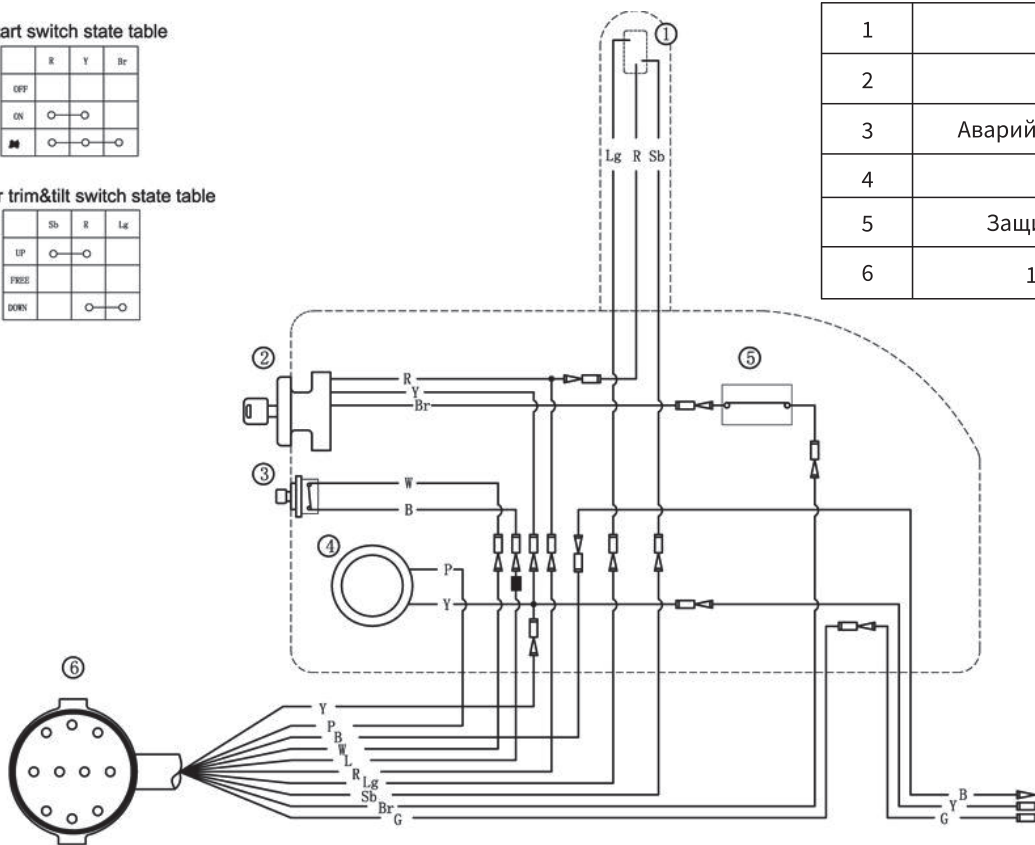 art switch state table
R Y Br
OFF
ON
r trim&tilt switch state table
Sb R Lg
UP
FREE
DOWN
1
2
3 Аварий
4
5 Защи
6 1
①
Lg R Sb
②
R
Y
Br
⑤
③
W
B
④
P
Y
⑥
Y
P
B
W
L
R
Lg
Sb
Br
G
B
Y
G